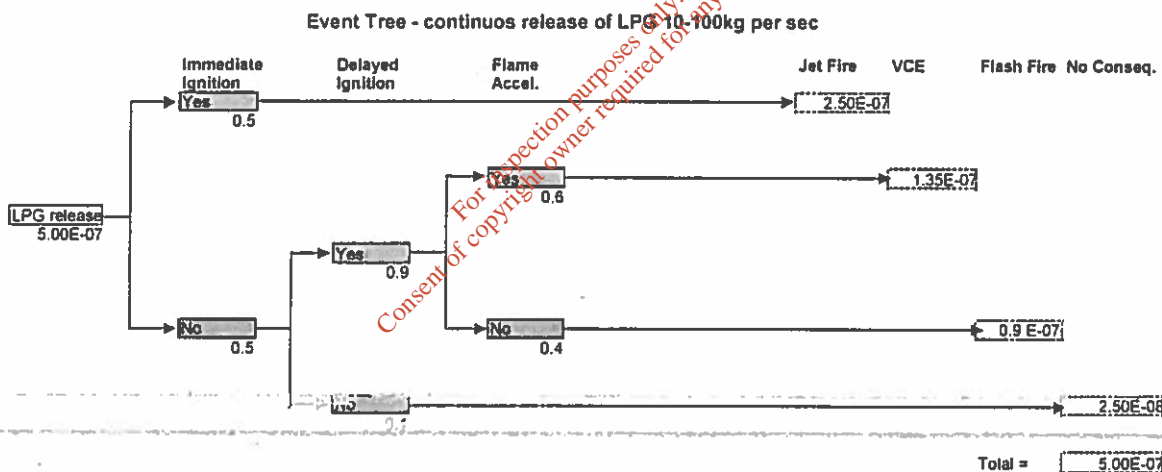 Event Tree - continuos release of LPG 10-100kg per sec
Immediate Ignition
Delayed Ignition
Flame Accel.
Jet Fire
VCE
Flash Fire
No Conseq.
Yes
0.5
2.50E-07
Yes
0.6
1.35E-07
LPG release
5.00E-07
Yes
0.9
No
0.5
No
0.4
0.9 E-07
No
0.1
2.50E-08
Total =
5.00E-07
For inspection purposes only.
Consent of copyright owner required for any